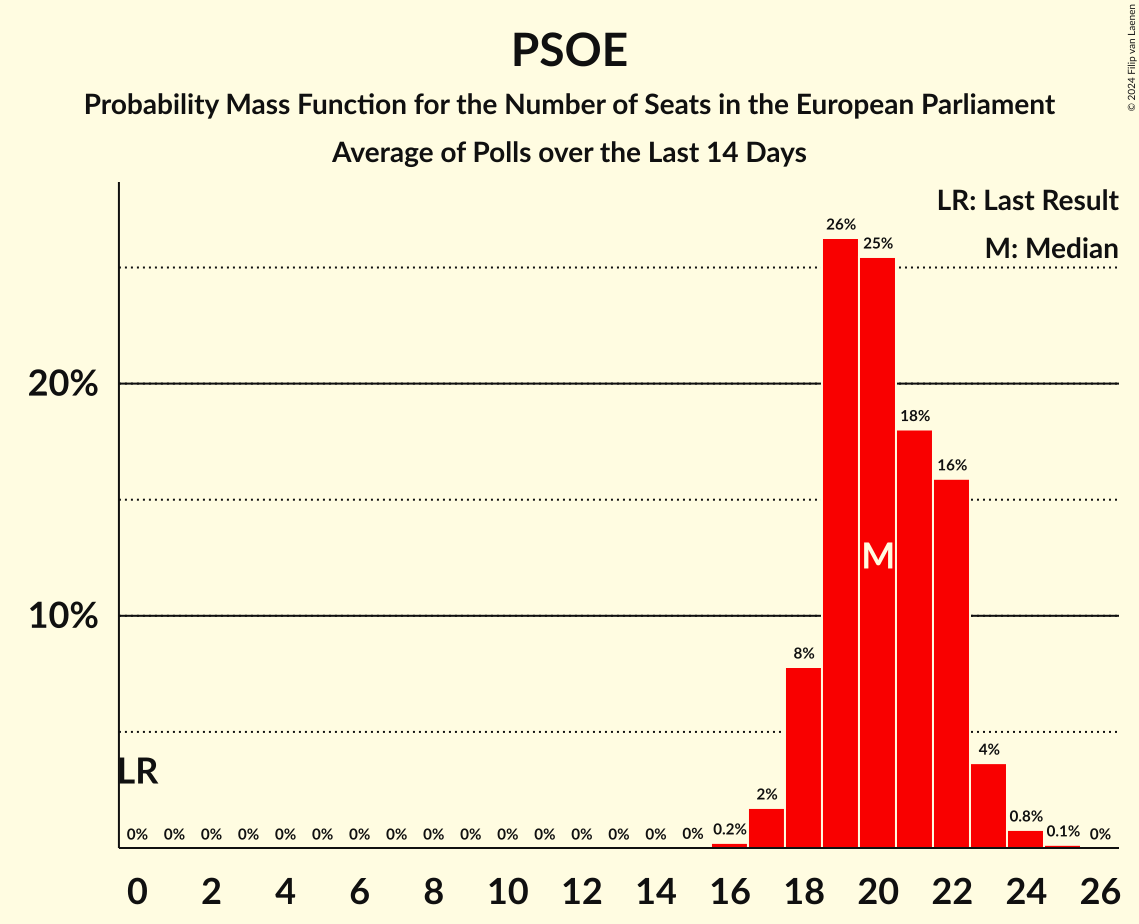 PSOE
Probability Mass Function for the Number of Seats in the European Parliament
Average of Polls over the Last 14 Days
© 2024 Filip van Laenen
LR: Last Result
M: Median
26%
25%
20%
18%
16%
M
10%
8%
4%
LR
2%
0% 0% 0% 0% 0% 0% 0% 0% 0% 0% 0% 0% 0% 0% 0% 0% 0.2% 0.8% 0.1% 0%
0 2 4 6 8 10 12 14 16 18 20 22 24 26